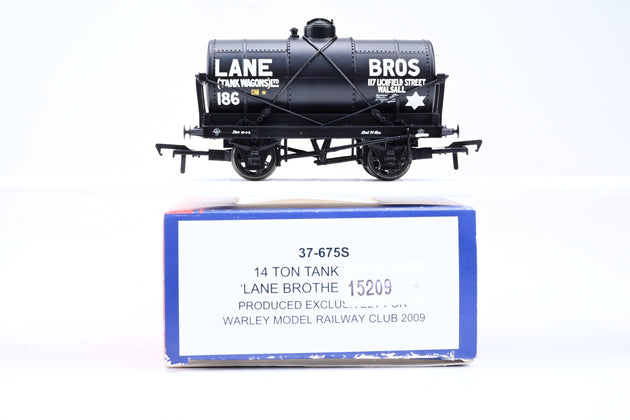 LANE BROS
(TANK WAGONS) LTD 117 LICHFIELD STREET
WALSALL
186
37-675S
14 TON TANK
'LANE BROTHE 15209
PRODUCED EXCLUSIVELY FOR
WARLEY MODEL RAILWAY CLUB 2009